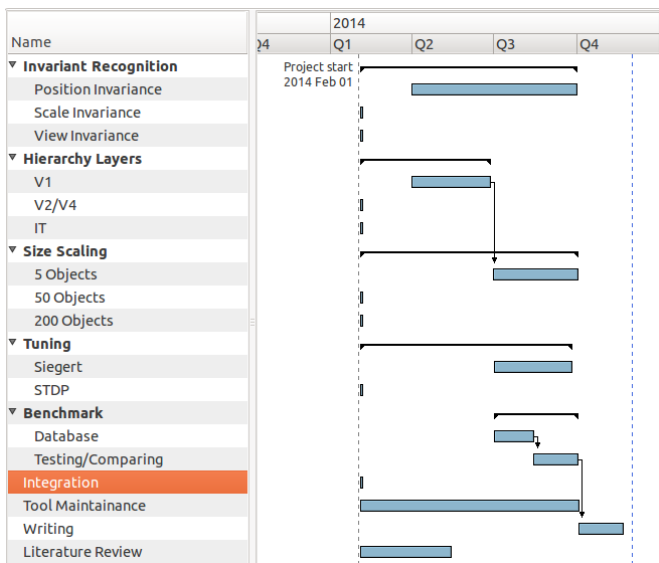 2014
Name
Q4
Q1
Q2
Q3
Q4
Invariant Recognition
Project start
2014 Feb 01
Position Invariance
Scale Invariance
View Invariance
Hierarchy Layers
V1
V2/V4
IT
Size Scaling
5 Objects
50 Objects
200 Objects
Tuning
Siegert
STDP
Benchmark
Database
Testing/Comparing
Integration
Tool Maintainance
Writing
Literature Review